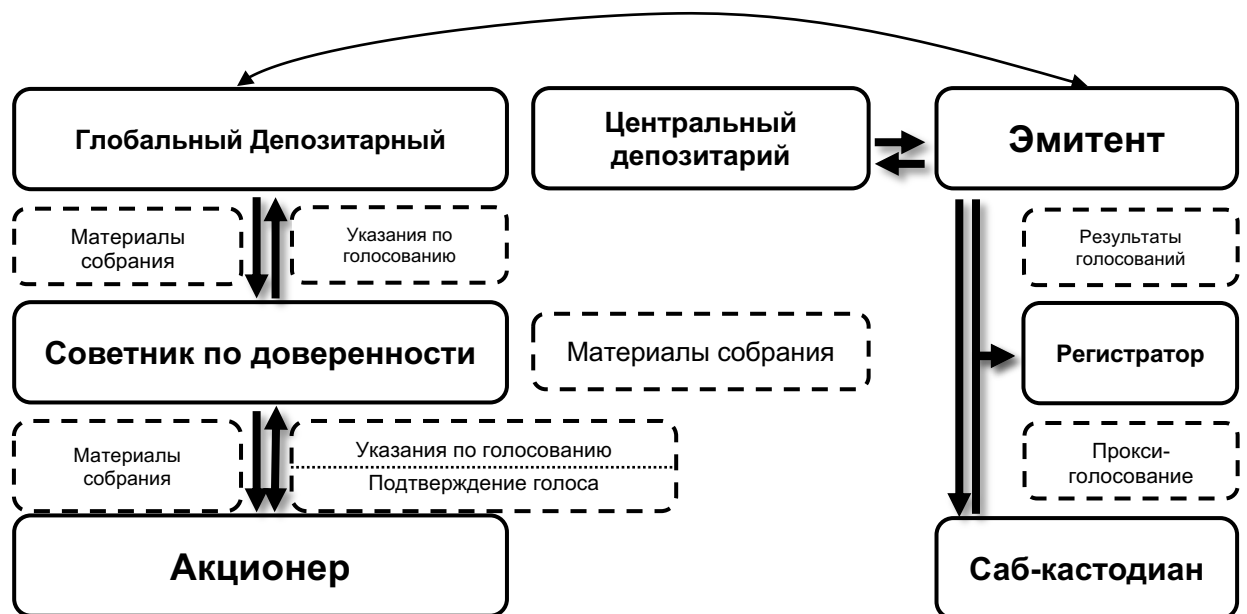 Глобальный Депозитарный
Центральный
депозитарий
Эмитент
Материалы
собрания
Указания по
голосованию
Результаты
голосований
Советник по доверенности
Материалы собрания
Регистратор
Материалы
собрания
Указания по голосованию
Подтверждение голоса
Прокси-
голосование
Акционер
Саб-кастодиан